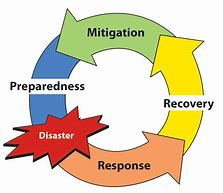 Mitigation
Preparedness
Recovery
Disaster
Response